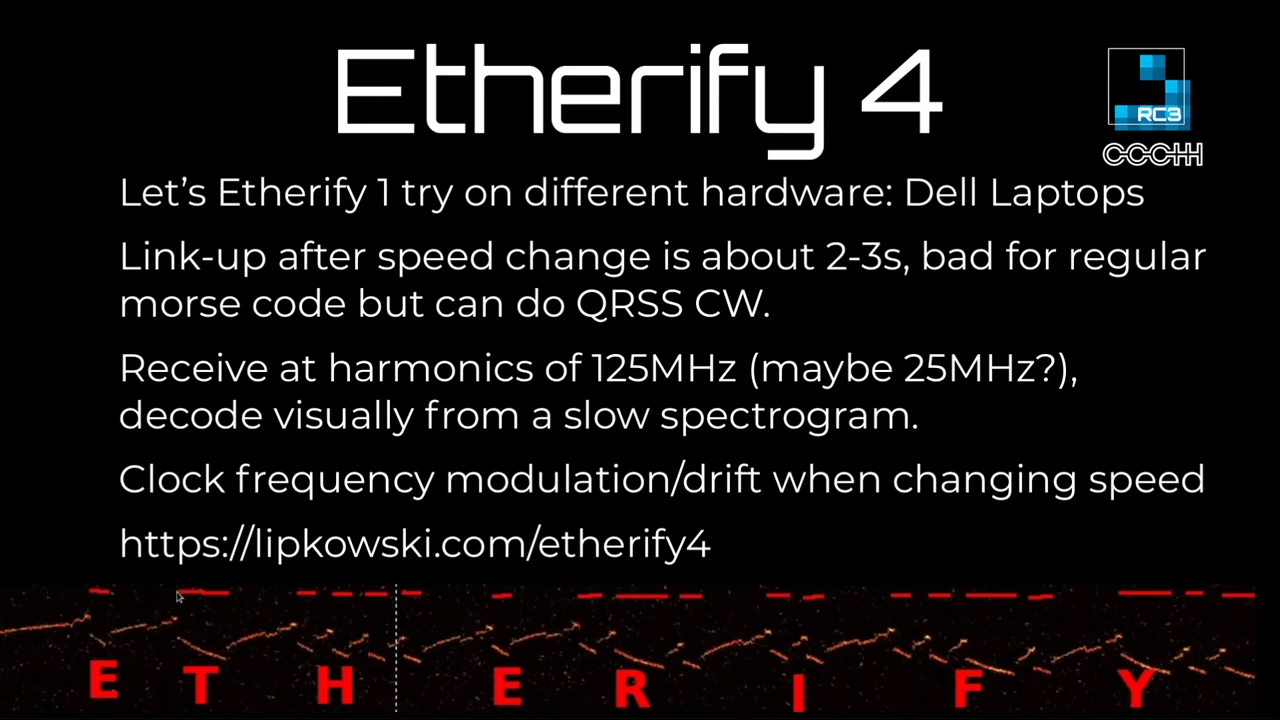 Etherify 4
RC3
CCCHH
Let's Etherify 1 try on different hardware: Dell Laptops
Link-up after speed change is about 2-3s, bad for regular
morse code but can do QRSS CW.
Receive at harmonics of 125MHz (maybe 25MHz?),
decode visually from a slow spectrogram.
Clock frequency modulation/drift when changing speed
https://lipkowski.com/etherify4
E T H E R I F Y